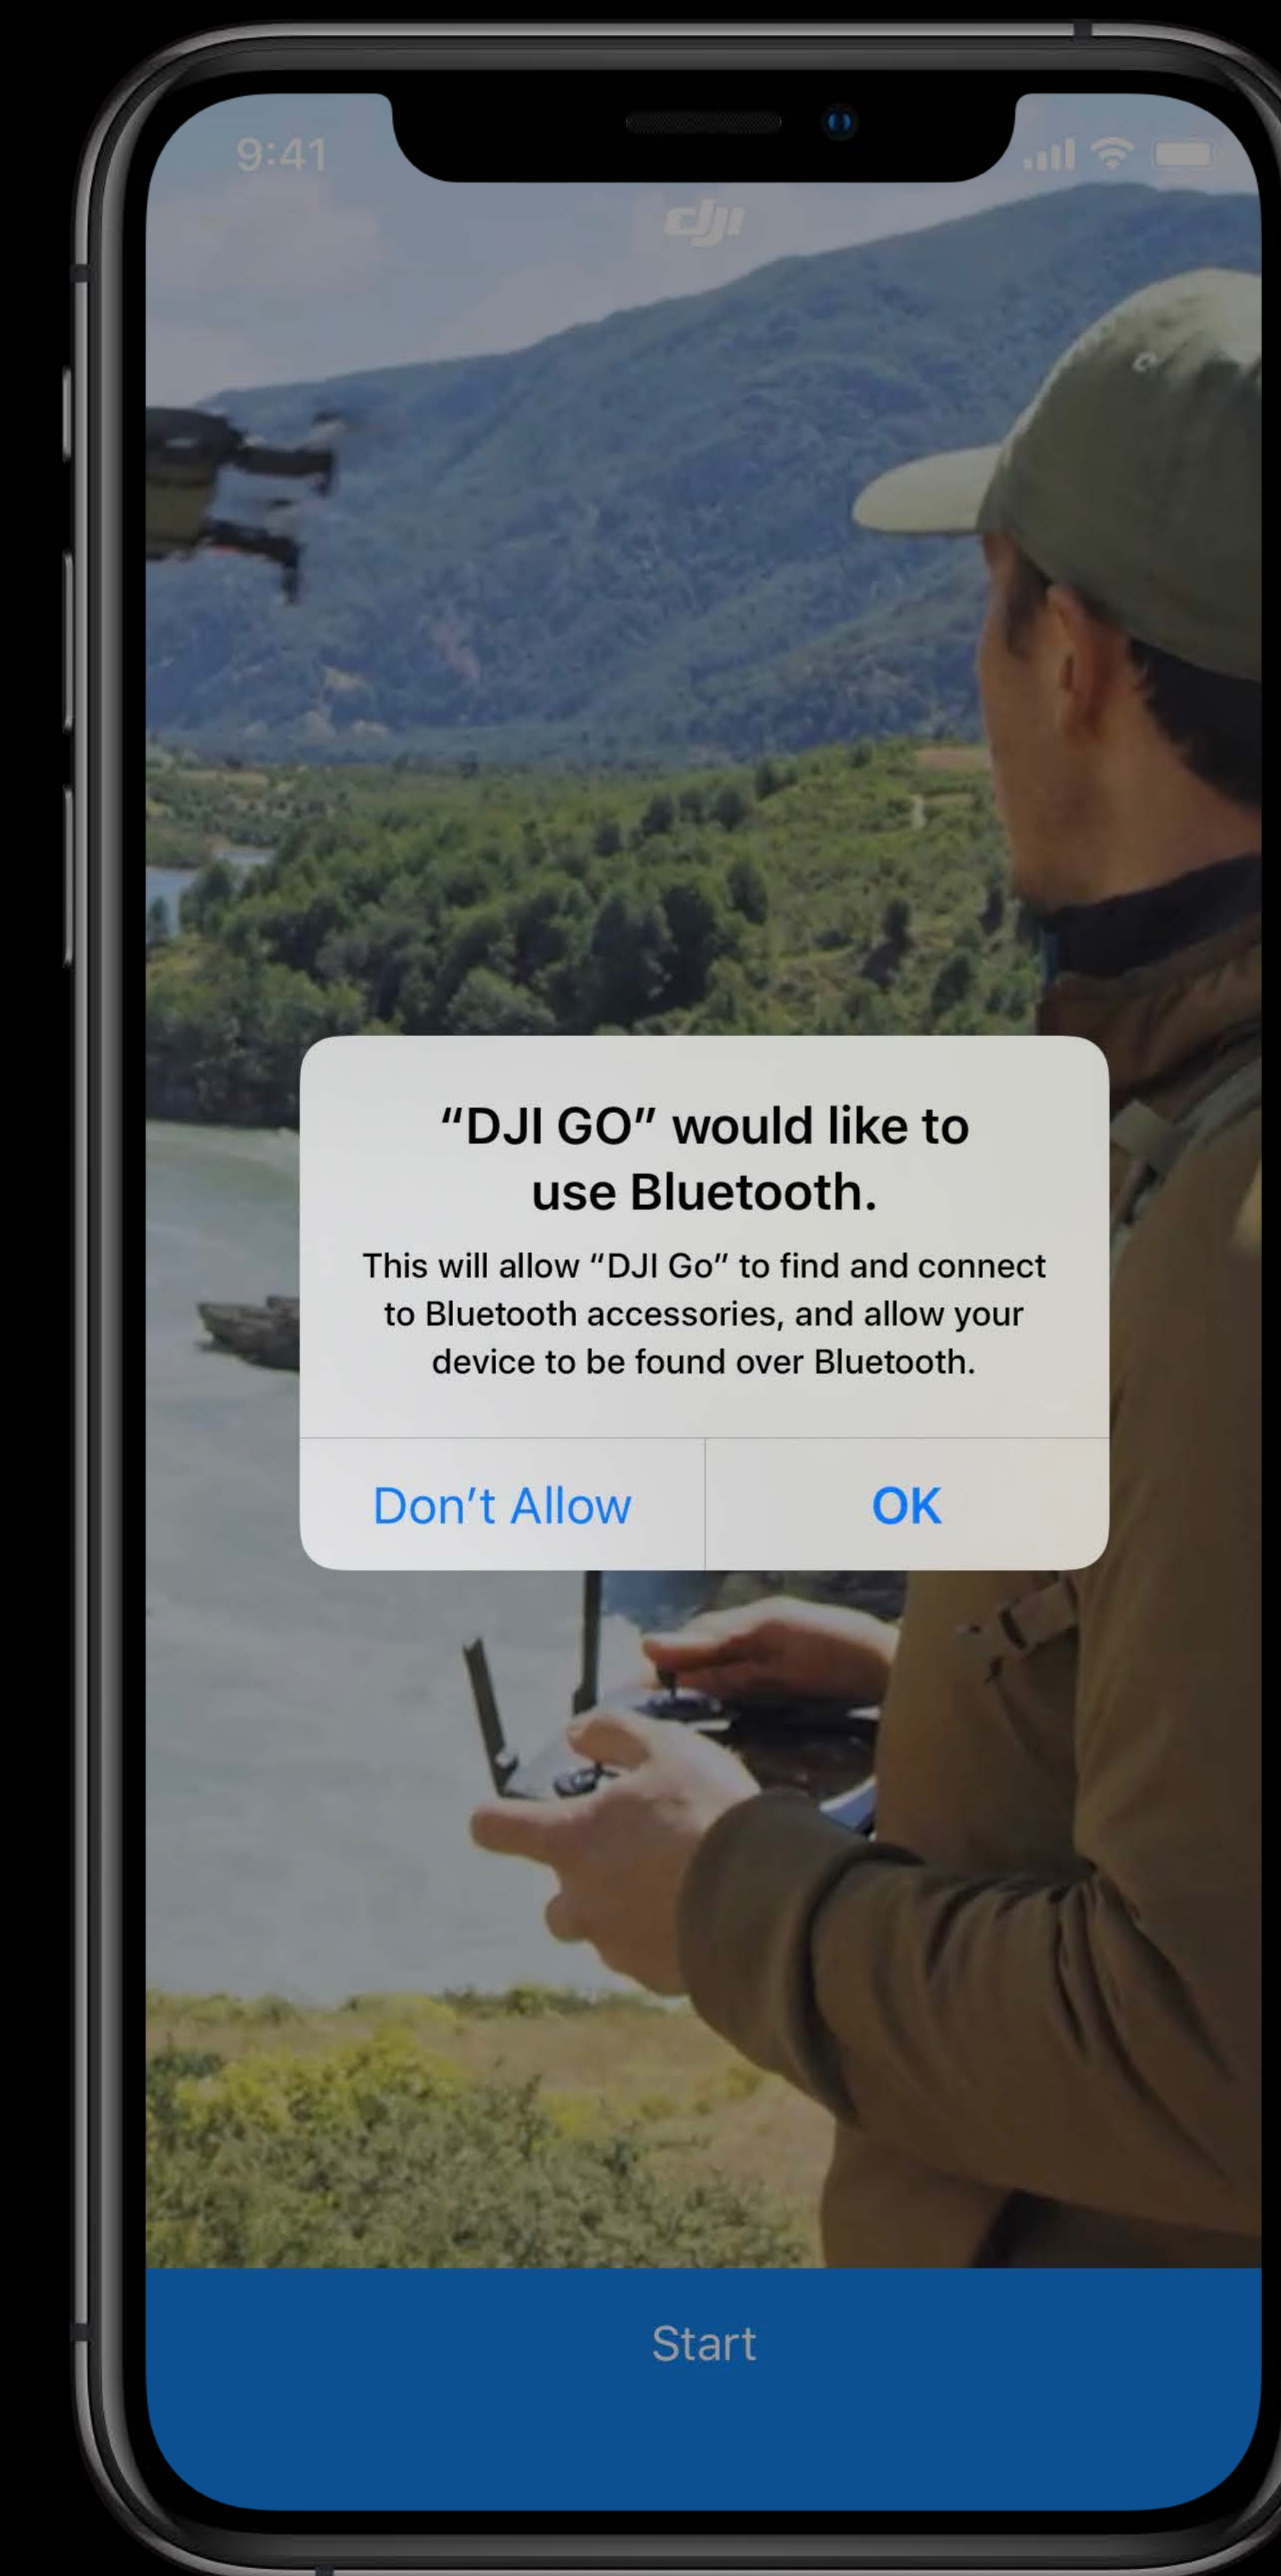 9:41
dji
“DJI GO” would like to
use Bluetooth.
This will allow “DJI Go” to find and connect
to Bluetooth accessories, and allow your
device to be found over Bluetooth.
Don’t Allow
OK
Start